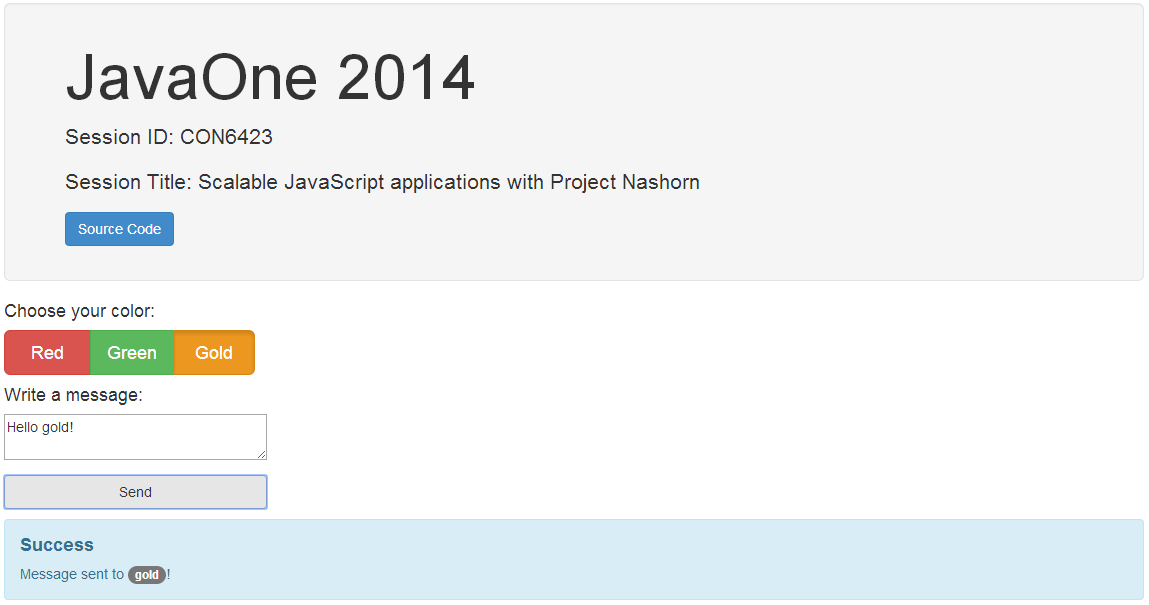 JavaOne 2014
Session ID: CON6423
Session Title: Scalable JavaScript applications with Project Nashorn
Source Code
Choose your color:
Red Green Gold
Write a message:
Hello gold!
Send
Success
Message sent to gold!